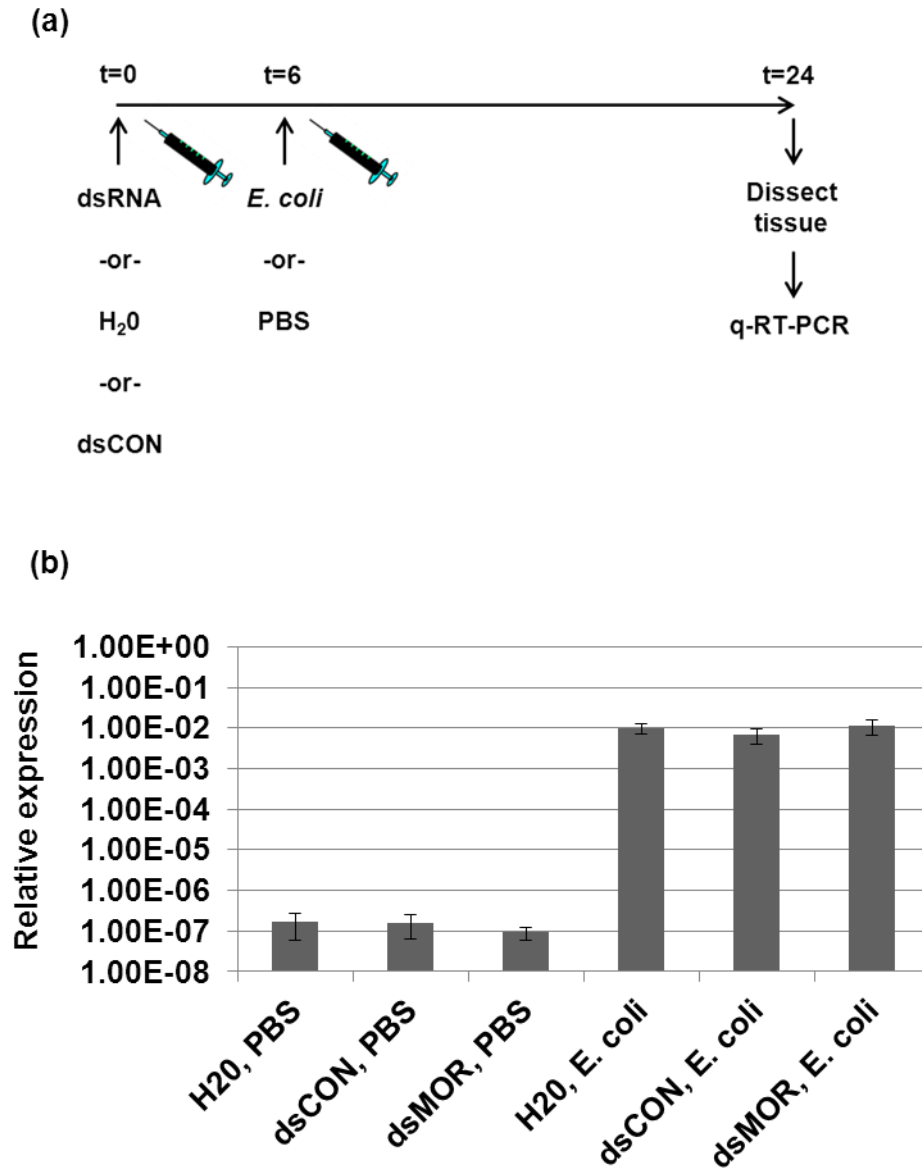 (a)
t=0 t=6 t=24
dsRNA E. coli Dissect
tissue
-or- -or-
H₂0 PBS q-RT-PCR
-or-
dsCON
(b)
Relative expression
1.00E+00
1.00E-01
1.00E-02
1.00E-03
1.00E-04
1.00E-05
1.00E-06
1.00E-07
1.00E-08
H20, PBS
dsCON, PBS
dsMOR, PBS
H20, E. coli
dsCON, E. coli
dsMOR, E. coli